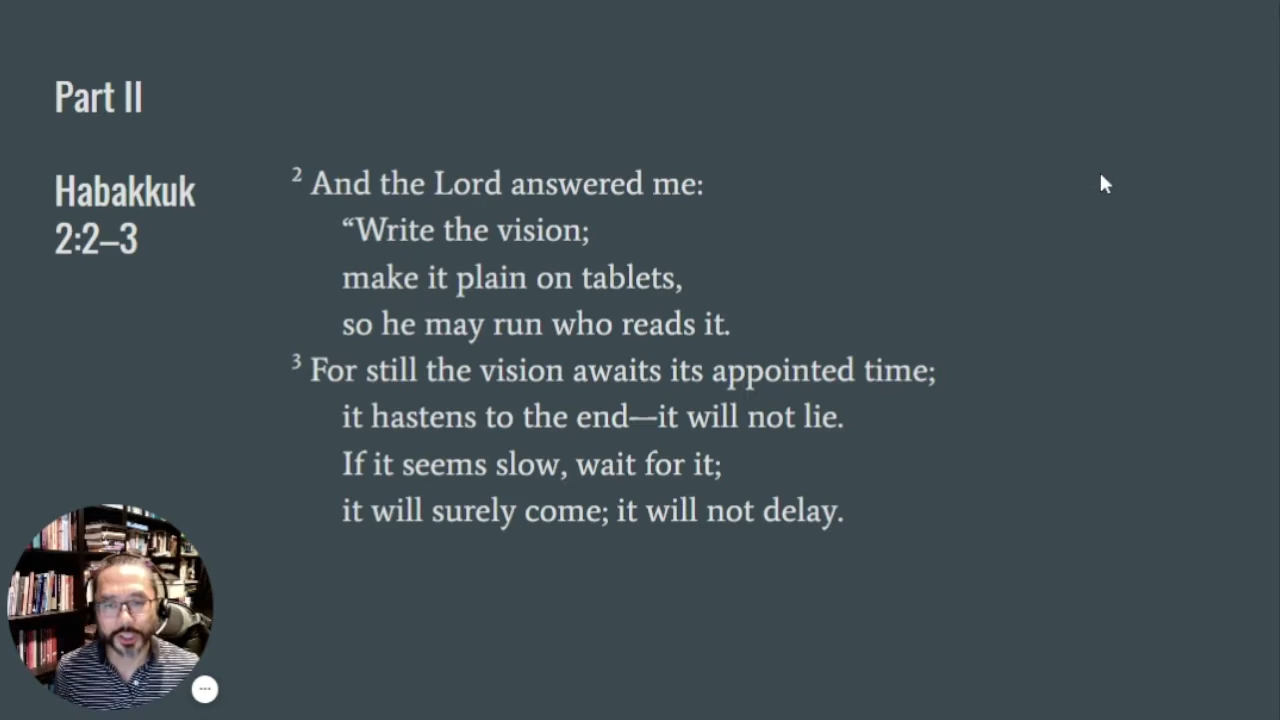 Part II
Habakkuk
2:2–3
2 And the Lord answered me:
“Write the vision;
make it plain on tablets,
so he may run who reads it.
3 For still the vision awaits its appointed time;
it hastens to the end—it will not lie.
If it seems slow, wait for it;
it will surely come; it will not delay.